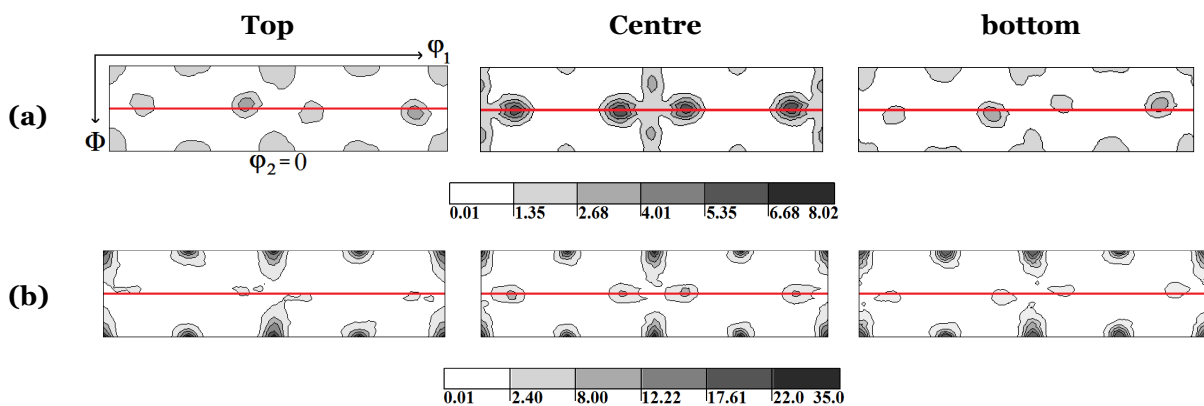 Top Centre bottom
φ1
(a)
Φ
φ2 = 0
0.01 1.35 2.68 4.01 5.35 6.68 8.02
(b)
0.01 2.40 8.00 12.22 17.61 22.0 35.0